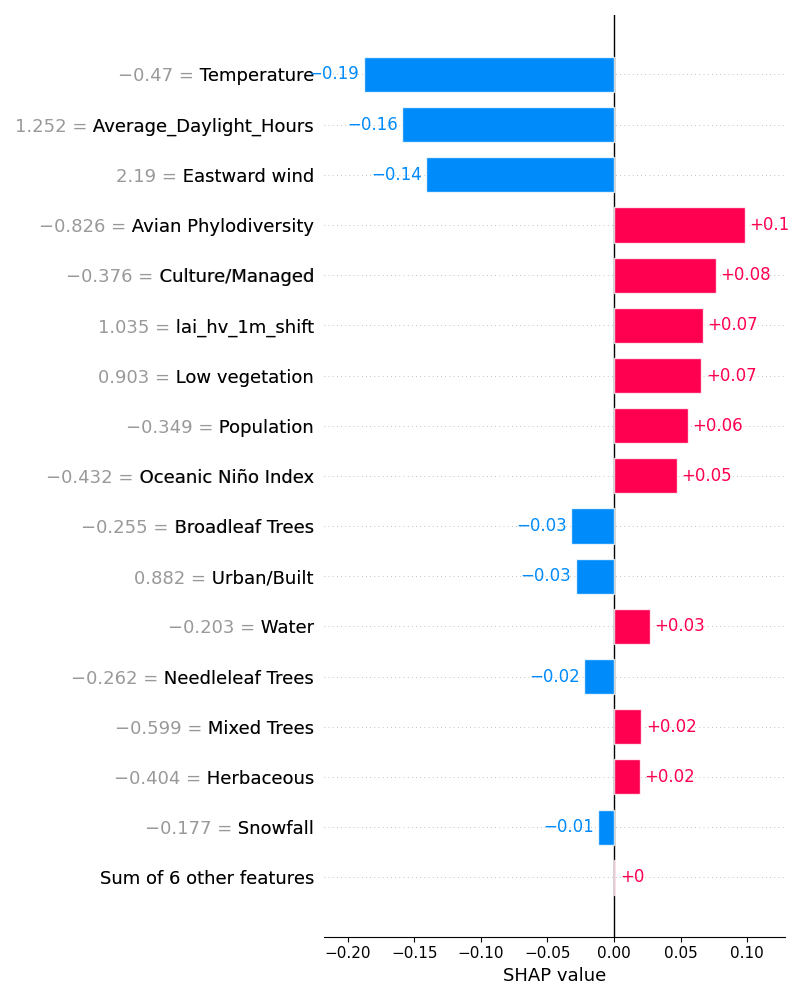 −0.47 = Temperature −0.19
1.252 = Average_Daylight_Hours −0.16
2.19 = Eastward wind −0.14
−0.826 = Avian Phylodiversity +0.1
−0.376 = Culture/Managed +0.08
1.035 = lai_hv_1m_shift +0.07
0.903 = Low vegetation +0.07
−0.349 = Population +0.06
−0.432 = Oceanic Niño Index +0.05
−0.255 = Broadleaf Trees −0.03
0.882 = Urban/Built −0.03
−0.203 = Water +0.03
−0.262 = Needleleaf Trees −0.02
−0.599 = Mixed Trees +0.02
−0.404 = Herbaceous +0.02
−0.177 = Snowfall −0.01
Sum of 6 other features +0
−0.20 −0.15 −0.10 −0.05 0.00 0.05 0.10
SHAP value